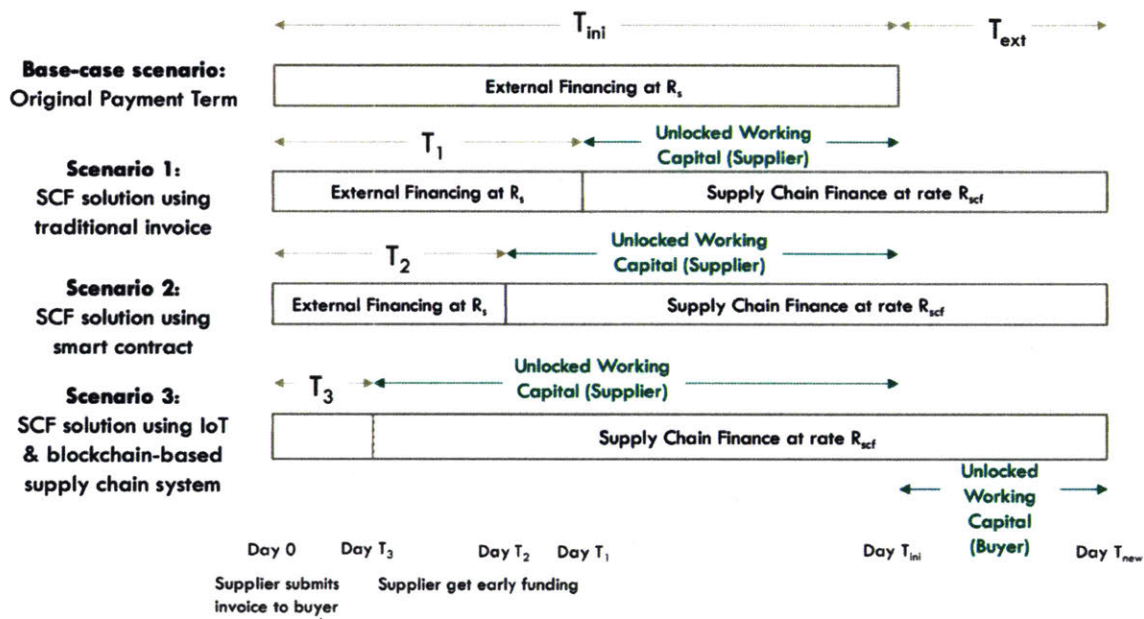 T_ini
T_ext
Base-case scenario:
Original Payment Term
External Financing at R_s
T_1
Unlocked Working
Capital (Supplier)
Scenario 1:
SCF solution using
traditional invoice
External Financing at R_s
Supply Chain Finance at rate R_scf
T_2
Unlocked Working
Capital (Supplier)
Scenario 2:
SCF solution using
smart contract
External Financing at R_s
Supply Chain Finance at rate R_scf
T_3
Unlocked Working
Capital (Supplier)
Scenario 3:
SCF solution using IoT
& blockchain-based
supply chain system
Supply Chain Finance at rate R_scf
Unlocked
Working
Capital
(Buyer)
Day 0
Day T_3
Day T_2
Day T_1
Day T_ini
Day T_new
Supplier submits
invoice to buyer
Supplier get early funding